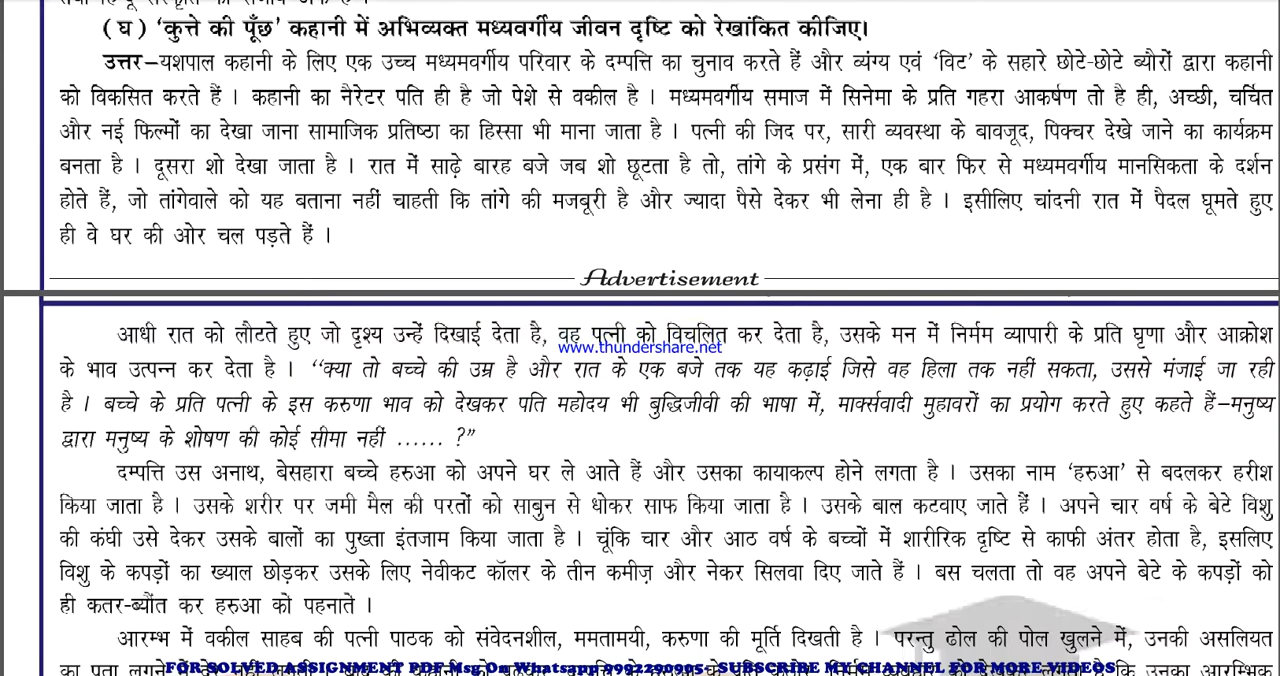 (घ) ‘कुत्ते की पूँछ’ कहानी में अभिव्यक्त मध्यवर्गीय जीवन दृष्टि को रेखांकित कीजिए।
उत्तर–यशपाल कहानी के लिए एक उच्च मध्यमवर्गीय परिवार के दम्पत्ति का चुनाव करते हैं और व्यंग्य एवं ‘विट’ के सहारे छोटे-छोटे ब्यौरों द्वारा कहानी
को विकसित करते हैं । कहानी का नैरेटर पति ही है जो पेशे से वकील है । मध्यमवर्गीय समाज में सिनेमा के प्रति गहरा आकर्षण तो है ही, अच्छी, चर्चित
और नई फिल्मों का देखा जाना सामाजिक प्रतिष्ठा का हिस्सा भी माना जाता है । पत्नी की जिद पर, सारी व्यवस्था के बावजूद, पिक्चर देखे जाने का कार्यक्रम
बनता है । दूसरा शो देखा जाता है । रात में साढ़े बारह बजे जब शो छूटता है तो, तांगे के प्रसंग में, एक बार फिर से मध्यमवर्गीय मानसिकता के दर्शन
होते हैं, जो तांगेवाले को यह बताना नहीं चाहती कि तांगे की मजबूरी है और ज्यादा पैसे देकर भी लेना ही है । इसीलिए चांदनी रात में पैदल घूमते हुए
ही वे घर की ओर चल पड़ते हैं ।
Advertisement
आधी रात को लौटते हुए जो दृश्य उन्हें दिखाई देता है, वह पत्नी को विचलित कर देता है, उसके मन में निर्मम व्यापारी के प्रति घृणा और आक्रोश
www.thundershare.net
के भाव उत्पन्न कर देता है । “क्या तो बच्चे की उम्र है और रात के एक बजे तक यह कढ़ाई जिसे वह हिला तक नहीं सकता, उससे मंजाई जा रही
है । बच्चे के प्रति पत्नी के इस करुणा भाव को देखकर पति महोदय भी बुद्धिजीवी की भाषा में, मार्क्सवादी मुहावरों का प्रयोग करते हुए कहते हैं–मनुष्य
द्वारा मनुष्य के शोषण की कोई सीमा नहीं ...... ?”
दम्पत्ति उस अनाथ, बेसहारा बच्चे हरुआ को अपने घर ले आते हैं और उसका कायाकल्प होने लगता है । उसका नाम ‘हरुआ’ से बदलकर हरीश
किया जाता है । उसके शरीर पर जमी मैल की परतों को साबुन से धोकर साफ किया जाता है । उसके बाल कटवाए जाते हैं । अपने चार वर्ष के बेटे विशु
की कंघी उसे देकर उसके बालों का पुख्ता इंतजाम किया जाता है । चूंकि चार और आठ वर्ष के बच्चों में शारीरिक दृष्टि से काफी अंतर होता है, इसलिए
विशु के कपड़ों का ख्याल छोड़कर उसके लिए नेवीकट कॉलर के तीन कमीज़ और नेकर सिलवा दिए जाते हैं । बस चलता तो वह अपने बेटे के कपड़ों को
ही कतर-ब्यौंत कर हरुआ को पहनाते ।
आरम्भ में वकील साहब की पत्नी पाठक को संवेदनशील, ममतामयी, करुणा की मूर्ति दिखती है । परन्तु ढोल की पोल खुलने में, उनकी असलियत
FOR SOLVED ASSIGNMENT PDF Msg On Whatsapp 9992290905- SUBSCRIBE MY CHANNEL FOR MORE VIDEOS